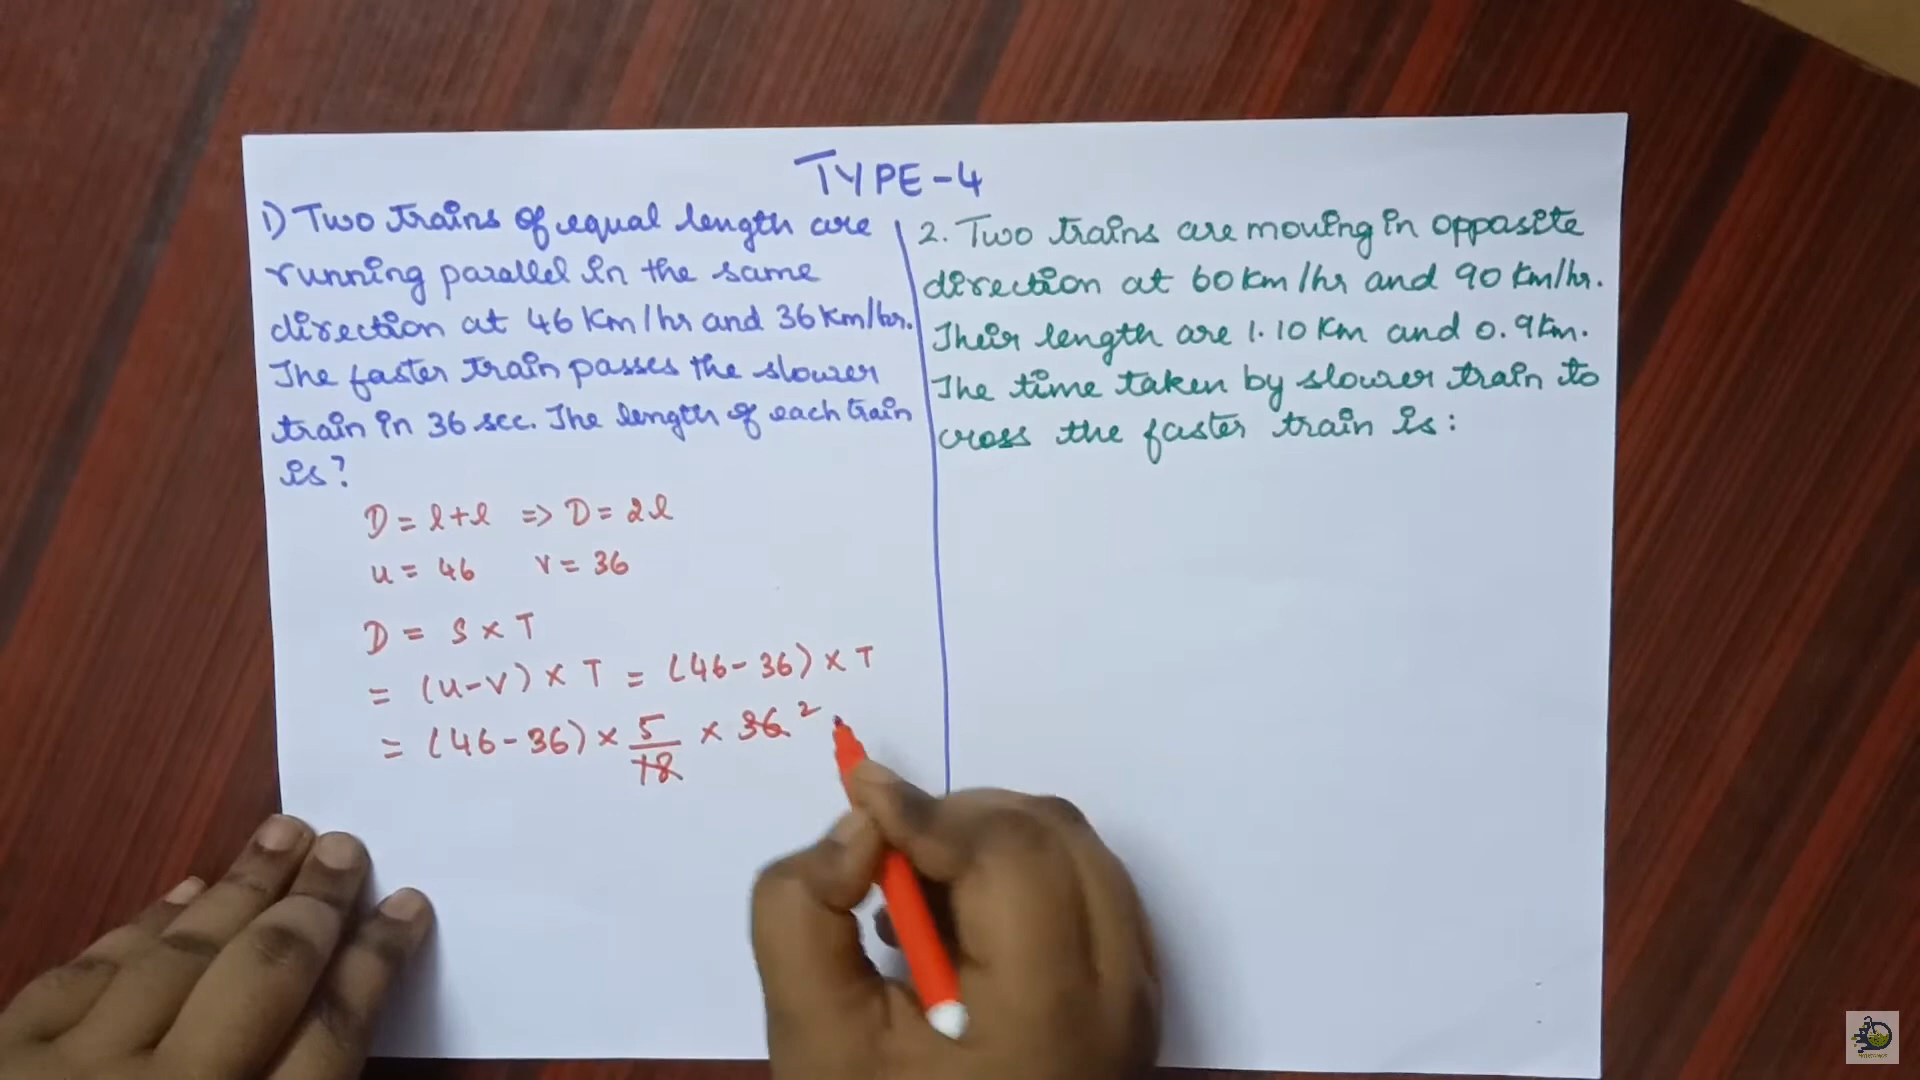 TYPE-4
1) Two trains of equal length are
running parallel in the same
direction at 46 Km/hr and 36 Km/hr.
The faster train passes the slower
train in 36 sec. The length of each train
is?
D = l+l => D = 2l
u = 46 v = 36
D = S × T
= (u-v) × T = (46-36) × T
= (46-36) × 5/18 × 36 2
2. Two trains are moving in opposite
direction at 60 km/hr and 90 Km/hr.
Their length are 1.10 Km and 0.9 Km.
The time taken by slower train to
cross the faster train is: